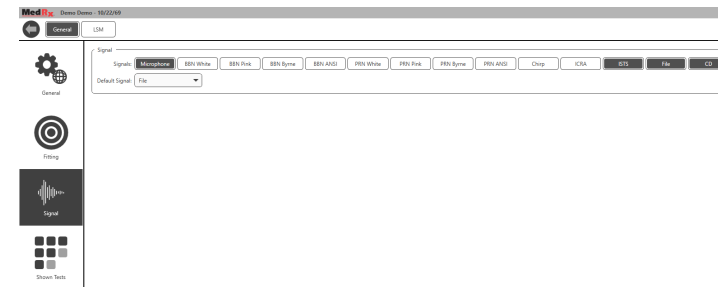 MedRx Demo Demo - 10/22/69
General LSM
Signal
Signals: Microphone BBN White BBN Pink BBN Byrne BBN ANSI PRN White PRN Pink PRN Byrne PRN ANSI Chirp ICRA ISTS File CD
Default Signal: File
General
Fitting
Signal
Shown Tests